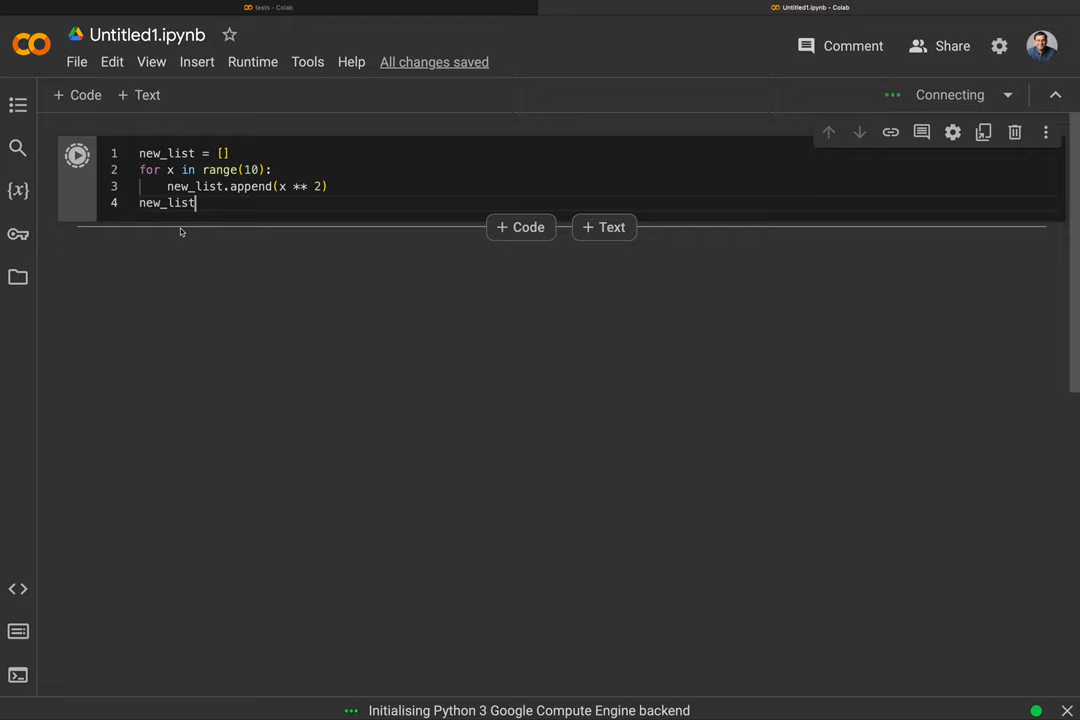 tests - Colab
Untitled1.ipynb - Colab
Untitled1.ipynb
Comment
Share
File Edit View Insert Runtime Tools Help All changes saved
+ Code + Text
Connecting
1 new_list = []
2 for x in range(10):
3 new_list.append(x ** 2)
4 new_list
+ Code + Text
{x}
Initialising Python 3 Google Compute Engine backend